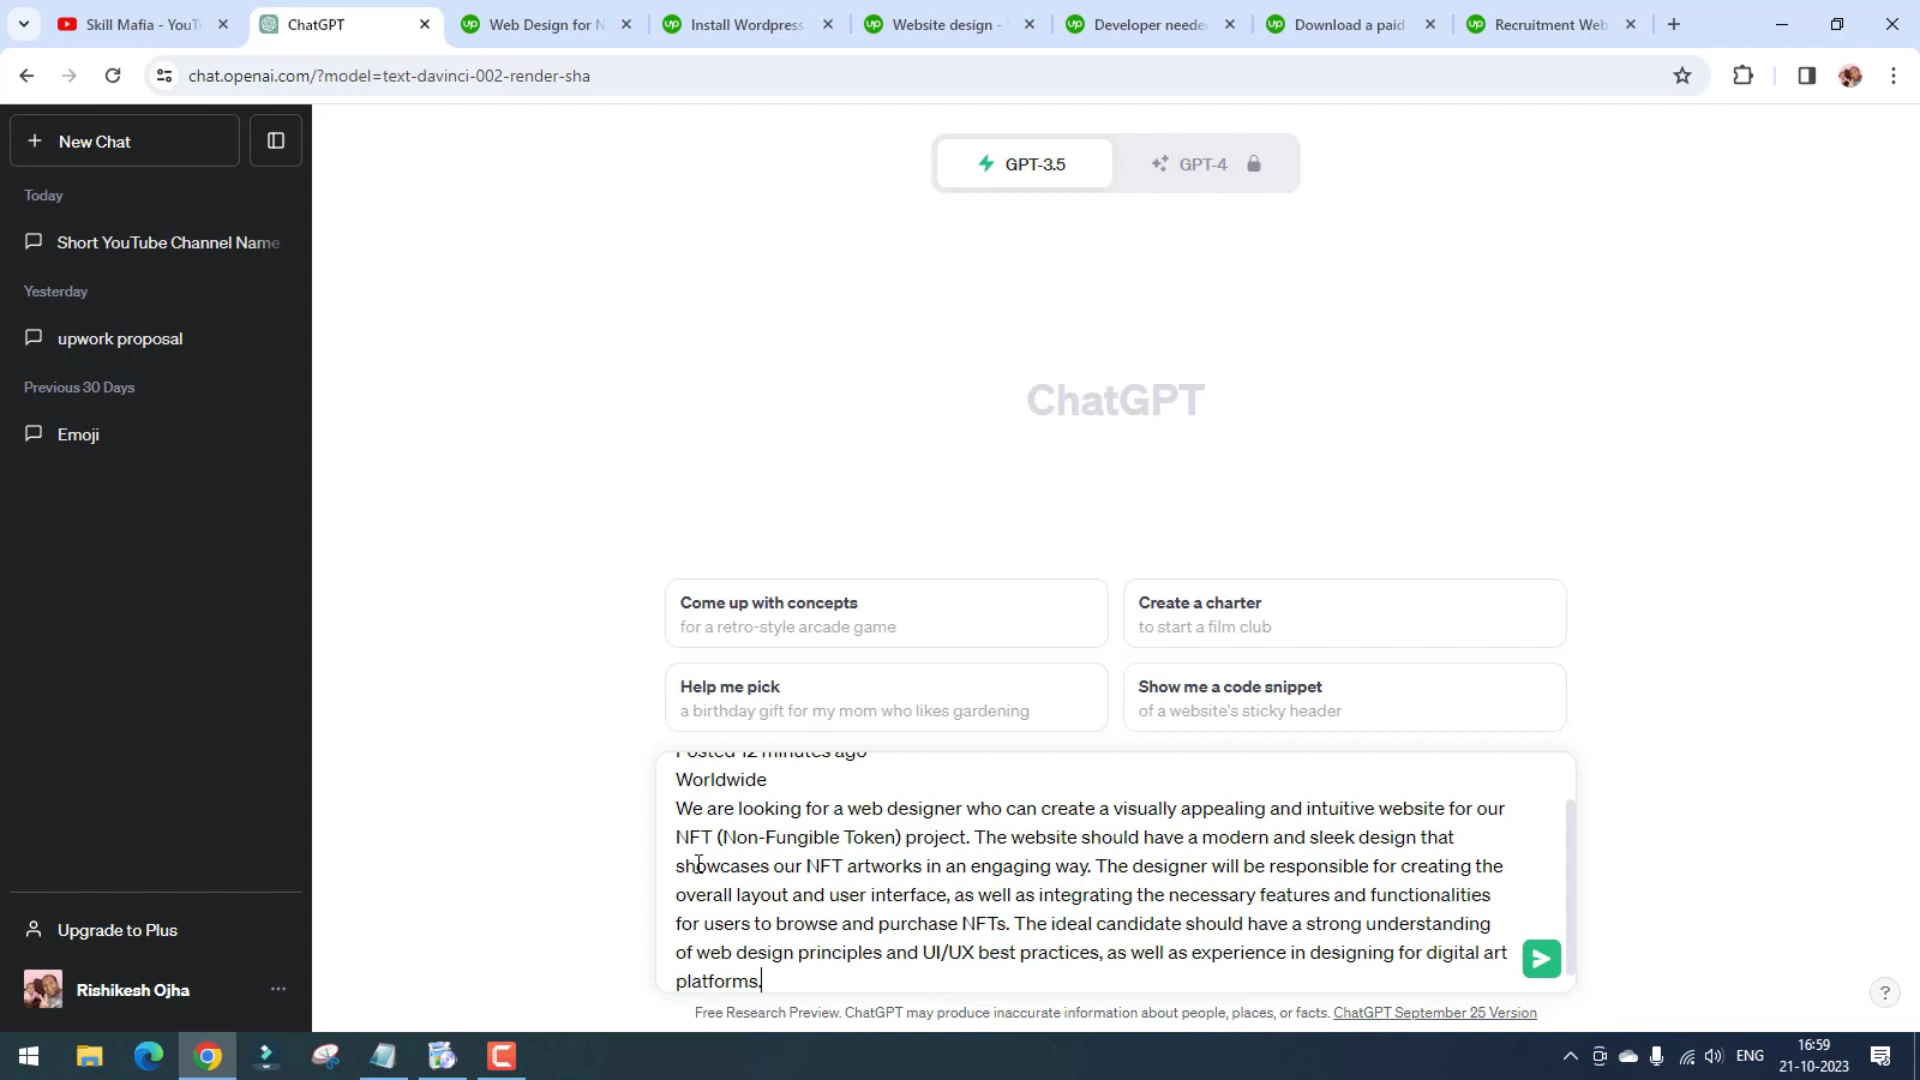 Skill Mafia - YouT
ChatGPT
Web Design for N
Install Wordpress
Website design -
Developer neede
Download a paid
Recruitment Web
chat.openai.com/?model=text-davinci-002-render-sha
New Chat
GPT-3.5
GPT-4
Today
Short YouTube Channel Name
Yesterday
upwork proposal
Previous 30 Days
Emoji
ChatGPT
Come up with concepts
for a retro-style arcade game
Create a charter
to start a film club
Help me pick
a birthday gift for my mom who likes gardening
Show me a code snippet
of a website's sticky header
Posted 12 minutes ago
Worldwide
We are looking for a web designer who can create a visually appealing and intuitive website for our
NFT (Non-Fungible Token) project. The website should have a modern and sleek design that
showcases our NFT artworks in an engaging way. The designer will be responsible for creating the
overall layout and user interface, as well as integrating the necessary features and functionalities
for users to browse and purchase NFTs. The ideal candidate should have a strong understanding
of web design principles and UI/UX best practices, as well as experience in designing for digital art
platforms.
Upgrade to Plus
Rishikesh Ojha
Free Research Preview. ChatGPT may produce inaccurate information about people, places, or facts. ChatGPT September 25 Version
?
ENG
16:59
21-10-2023